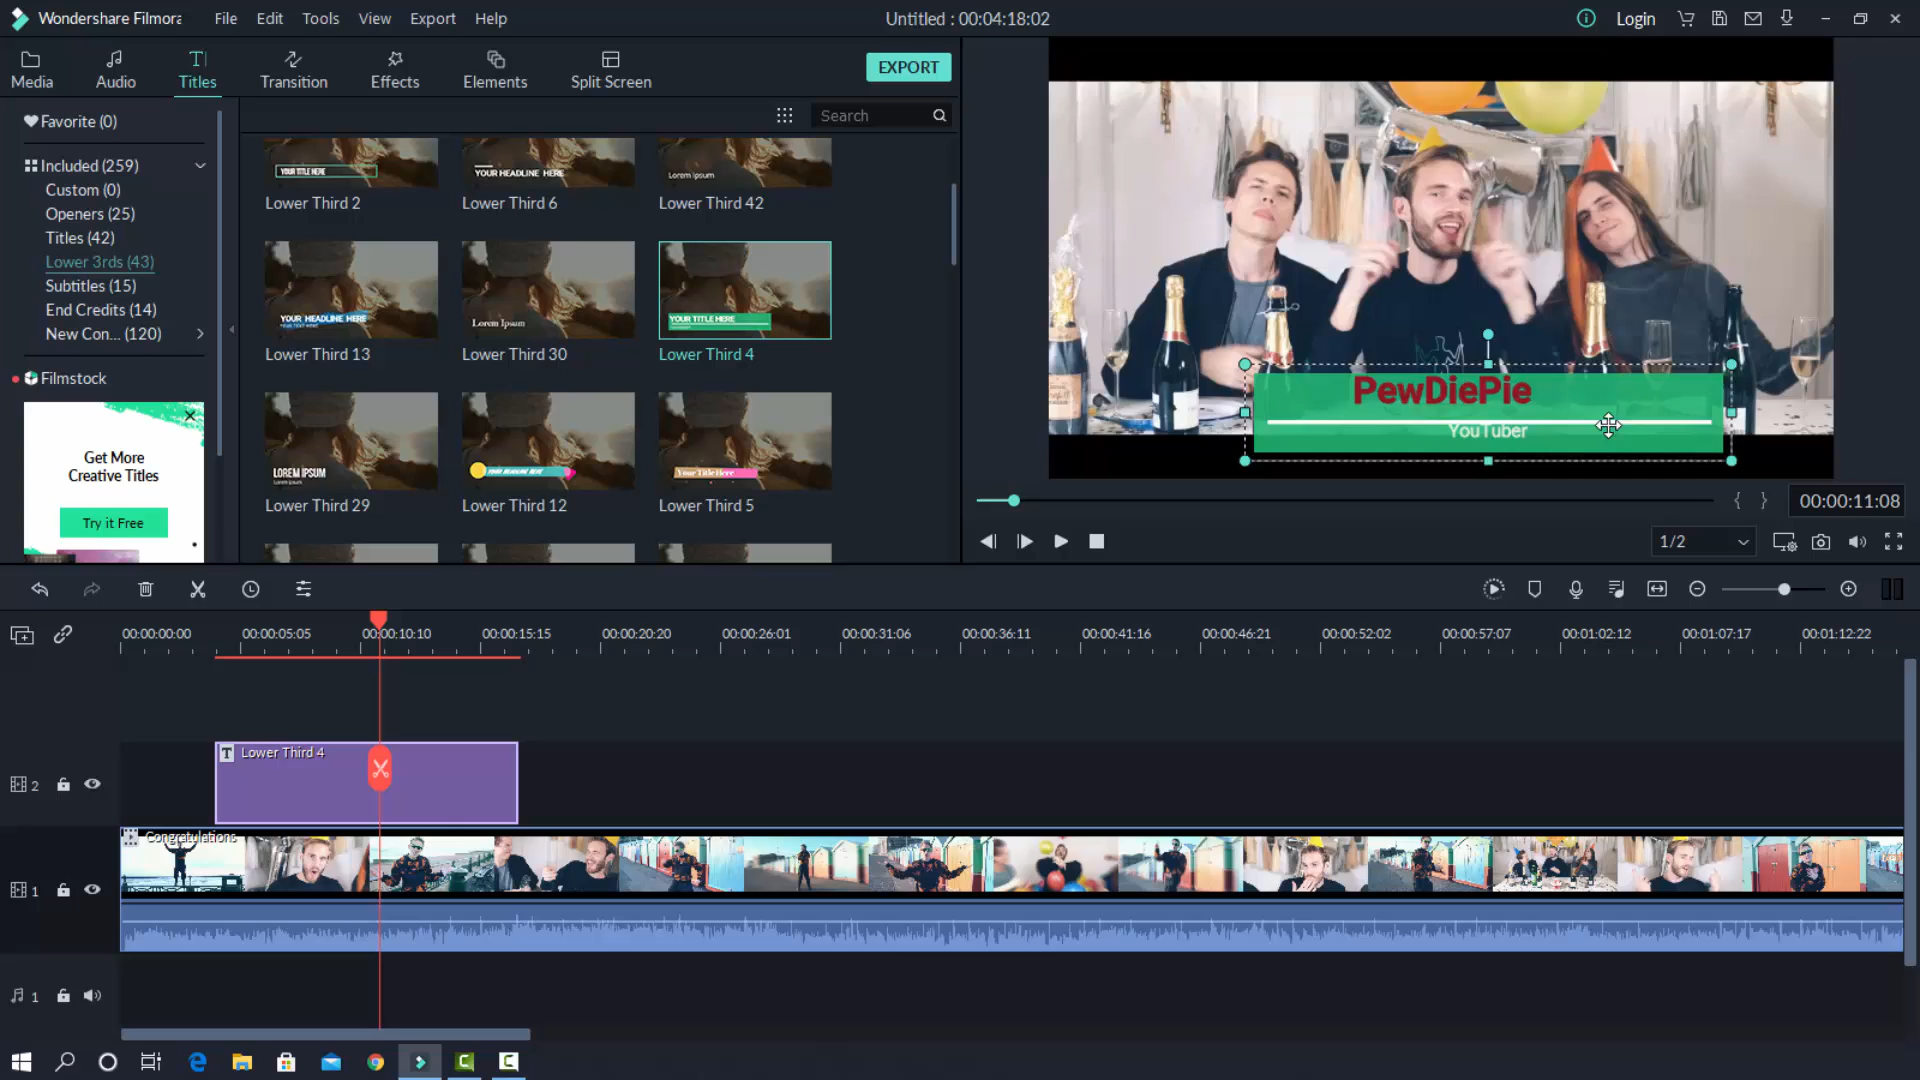 Wondershare Filmora
File
Edit
Tools
View
Export
Help
Untitled : 00:04:18:02
Login
Media
Audio
Titles
Transition
Effects
Elements
Split Screen
EXPORT
Favorite (0)
Search
Included (259)
Custom (0)
Openers (25)
Titles (42)
Lower 3rds (43)
Subtitles (15)
End Credits (14)
New Con... (120)
Filmstock
Get More
Creative Titles
Try it Free
YOUR TITLE HERE
YOUR HEADLINE HERE
Lorem Ipsum
Lower Third 2
Lower Third 6
Lower Third 42
YOUR HEADLINE HERE
Lorem Ipsum
YOUR TITLE HERE
Lower Third 13
Lower Third 30
Lower Third 4
LOREM IPSUM
Lorem Ipsum
YOUR HEADLINE HERE
Your Title Here
Lower Third 29
Lower Third 12
Lower Third 5
PewDiePie
YouTuber
00:00:11:08
1/2
00:00:00:00
00:00:05:05
00:00:10:10
00:00:15:15
00:00:20:20
00:00:26:01
00:00:31:06
00:00:36:11
00:00:41:16
00:00:46:21
00:00:52:02
00:00:57:07
00:01:02:12
00:01:07:17
00:01:12:22
2
T Lower Third 4
1
Congratulations
1